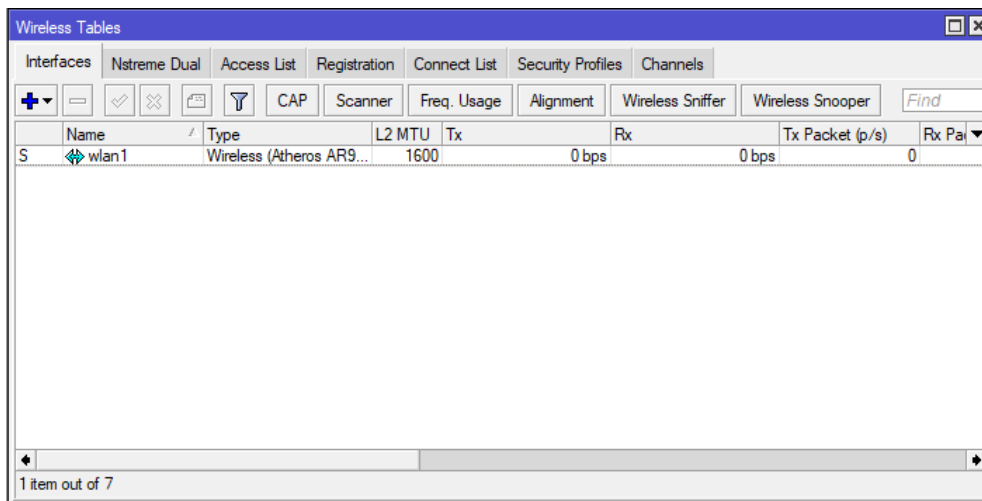 Wireless Tables
Interfaces Nstreme Dual Access List Registration Connect List Security Profiles Channels
CAP Scanner Freq. Usage Alignment Wireless Sniffer Wireless Snooper Find
Name / Type L2 MTU Tx Rx Tx Packet (p/s) Rx Pa
S wlan1 Wireless (Atheros AR9... 1600 0 bps 0 bps 0
1 item out of 7